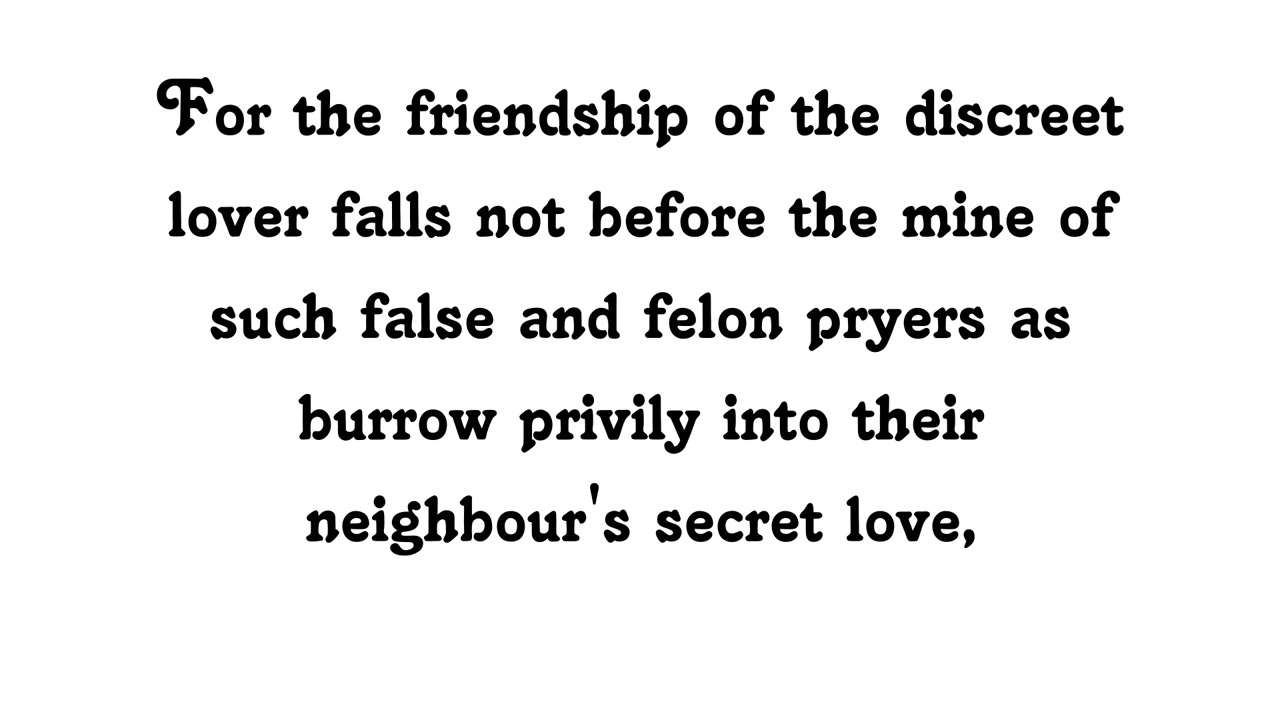 For the friendship of the discreet
lover falls not before the mine of
such false and felon pryers as
burrow privily into their
neighbour's secret love,